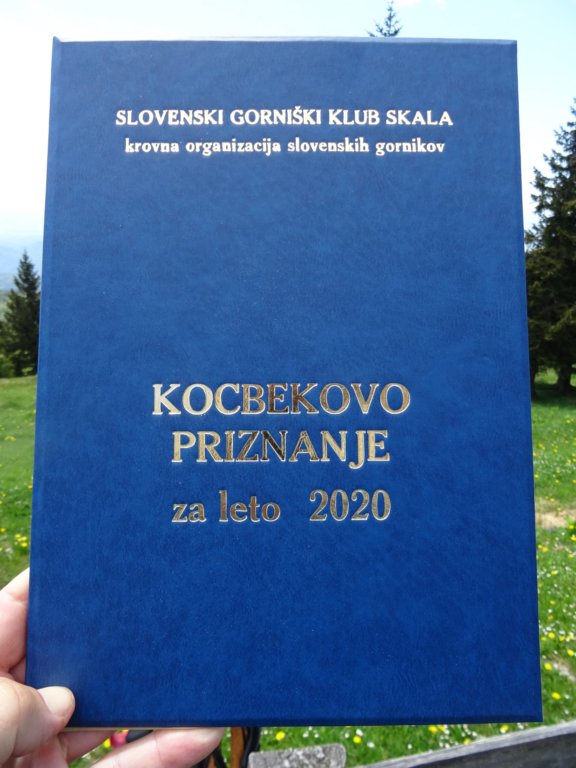 SLOVENSKI GORNIŠKI KLUB SKALA
krovna organizacija slovenskih gornikov
KOCBEKOVO
PRIZNANJE
za leto 2020